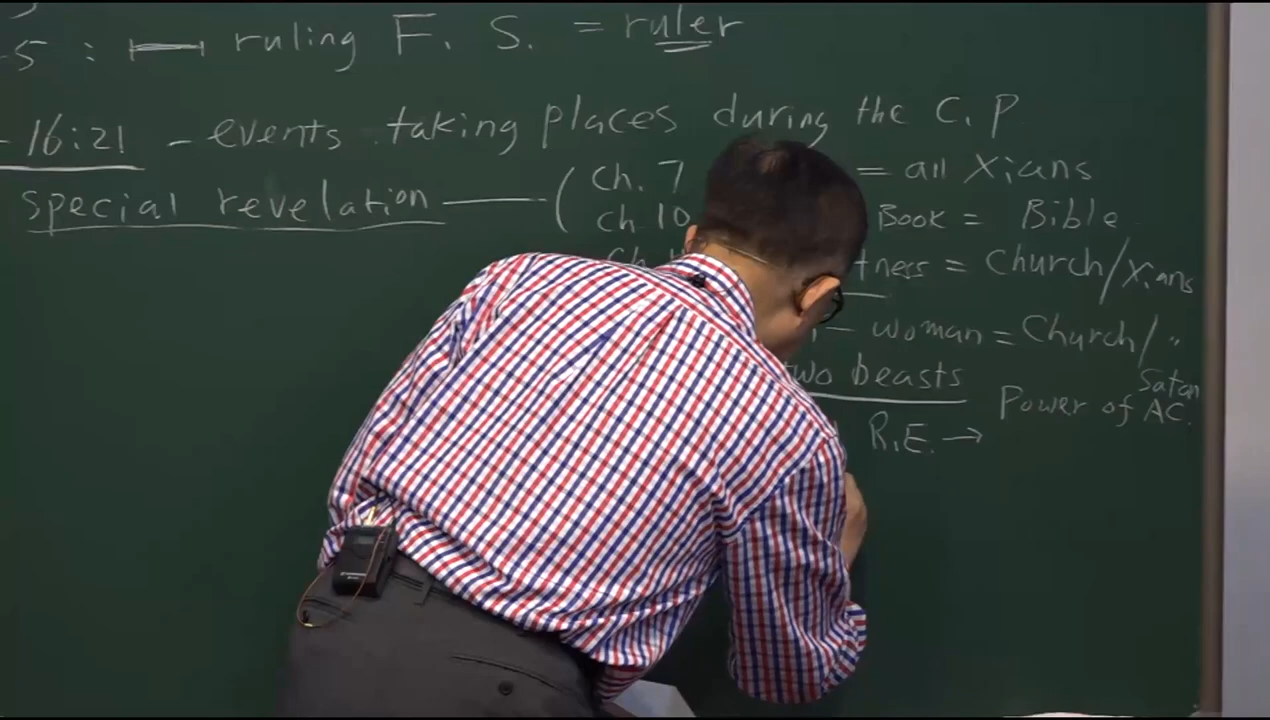 5 : ruling F. S. = ruler
- 16:21 - events taking places during the C.P
special revelation — ( Ch. 7 = all Xians
Ch 10 Book = Bible
Ch = Church/Xians
- woman = Church/ "
two beasts
R.E. → Power of Satan AC.